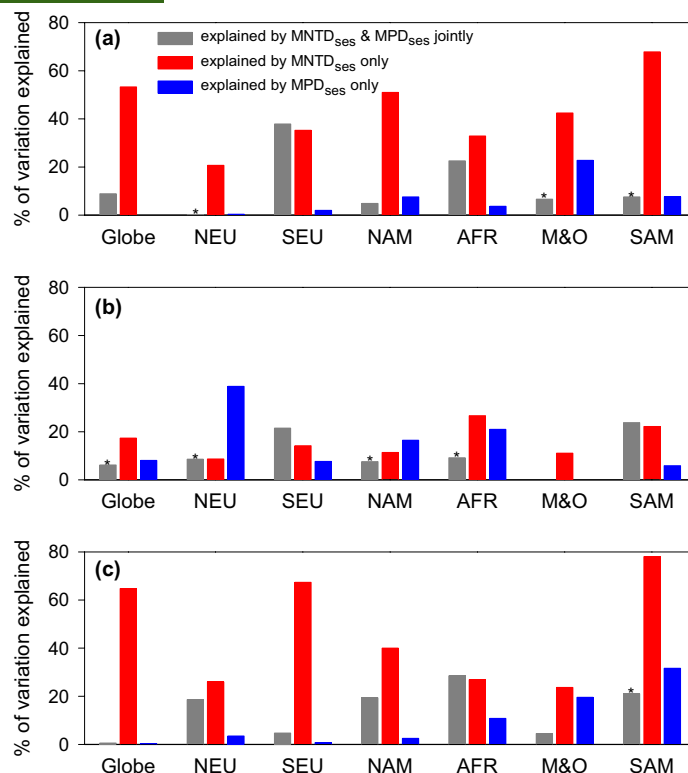 (a)
explained by MNTDses & MPDses jointly
explained by MNTDses only
explained by MPDses only
% of variation explained
80
60
40
20
0
* * *
Globe NEU SEU NAM AFR M&O SAM
(b)
% of variation explained
80
60
40
20
0
* * * *
Globe NEU SEU NAM AFR M&O SAM
(c)
% of variation explained
80
60
40
20
0
*
Globe NEU SEU NAM AFR M&O SAM